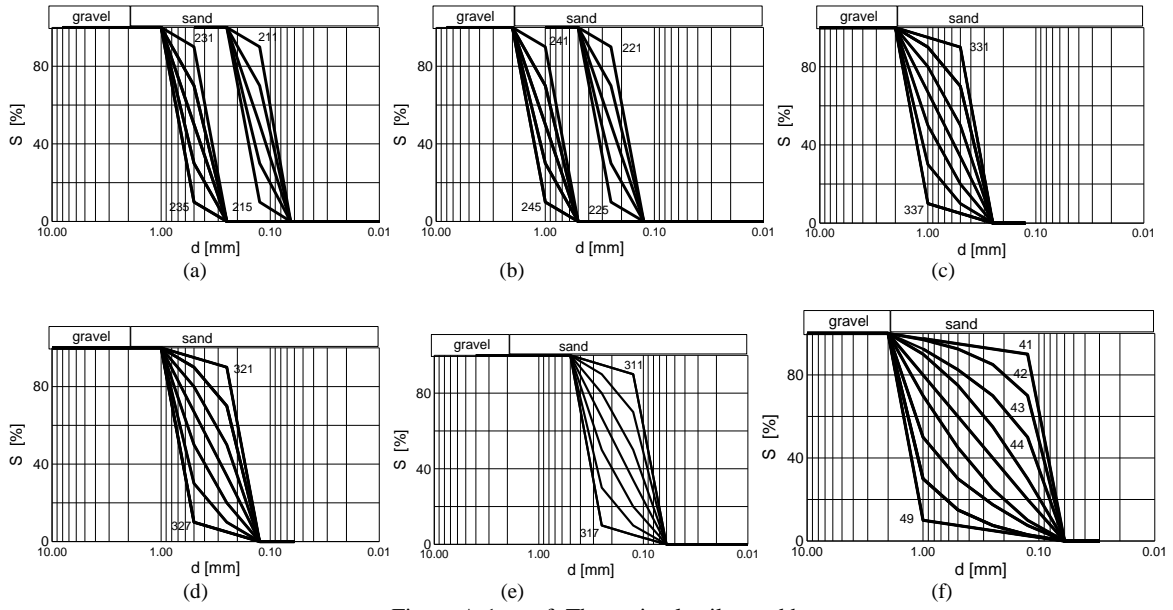 gravel sand
231 211
80
S [%]
40
235 215
0
10.00 1.00 0.10 0.01
d [mm]
(a)
gravel sand
241 221
80
S [%]
40
245 225
0
10.00 1.00 0.10 0.01
d [mm]
(b)
gravel sand
331
80
S [%]
40
337
0
10.00 1.00 0.10 0.01
d [mm]
(c)
gravel sand
321
80
S [%]
40
327
0
10.00 1.00 0.10 0.01
d [mm]
(d)
gravel sand
311
80
S [%]
40
317
0
10.00 1.00 0.10 0.01
d [mm]
(e)
gravel sand
41
80
42
43
S [%]
44
40
49
0
10.00 1.00 0.10 0.01
d [mm]
(f)